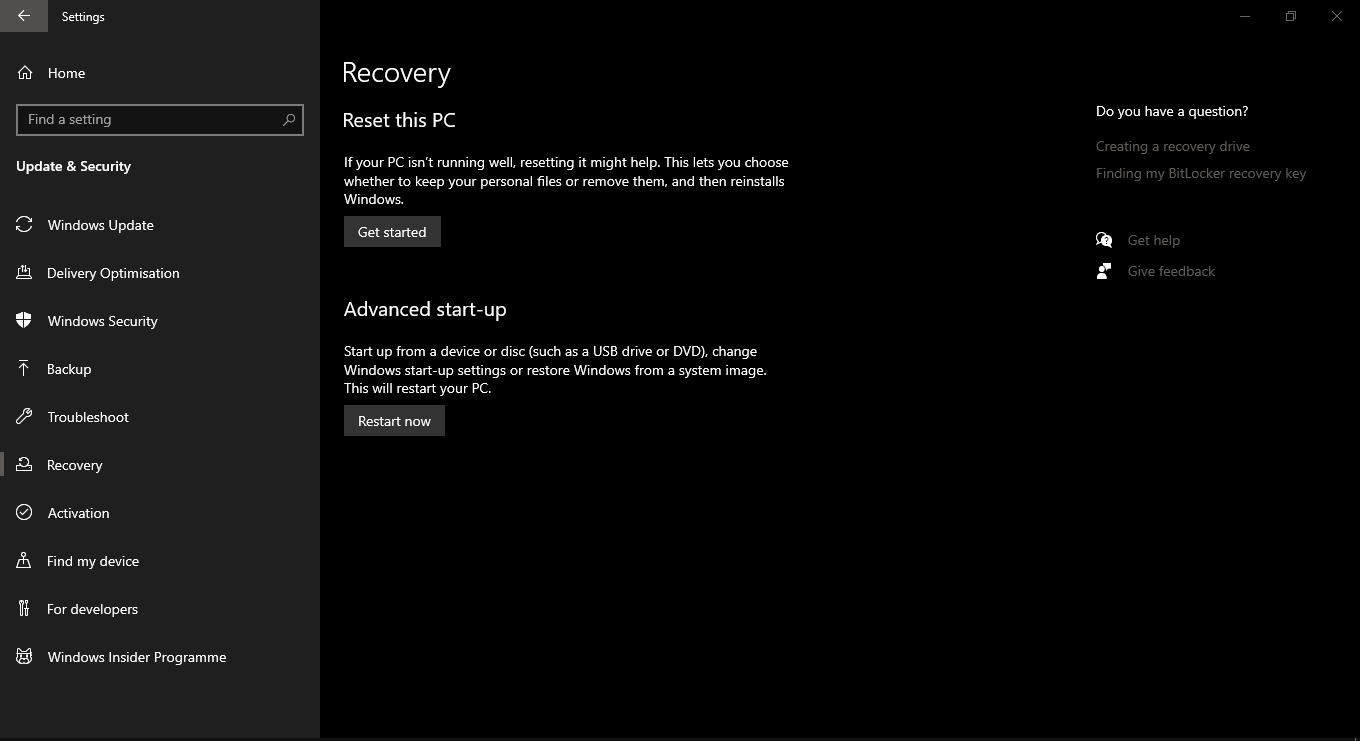 Settings
Home
Find a setting
Update & Security
Windows Update
Delivery Optimisation
Windows Security
Backup
Troubleshoot
Recovery
Activation
Find my device
For developers
Windows Insider Programme
Recovery
Reset this PC
If your PC isn't running well, resetting it might help. This lets you choose
whether to keep your personal files or remove them, and then reinstalls
Windows.
Get started
Advanced start-up
Start up from a device or disc (such as a USB drive or DVD), change
Windows start-up settings or restore Windows from a system image.
This will restart your PC.
Restart now
Do you have a question?
Creating a recovery drive
Finding my BitLocker recovery key
Get help
Give feedback